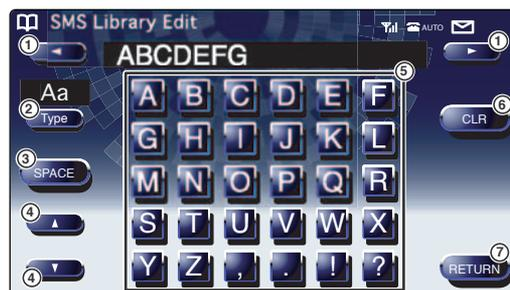 SMS Library Edit
AUTO
① ◄ ABCDEFG ► ①
⑤
Aa
② Type
A B C D E F
⑥ CLR
G H I J K L
③ SPACE
M N O P Q R
④ ▲
S T U V W X
⑦
▼ ④
Y Z , . ! ?
RETURN